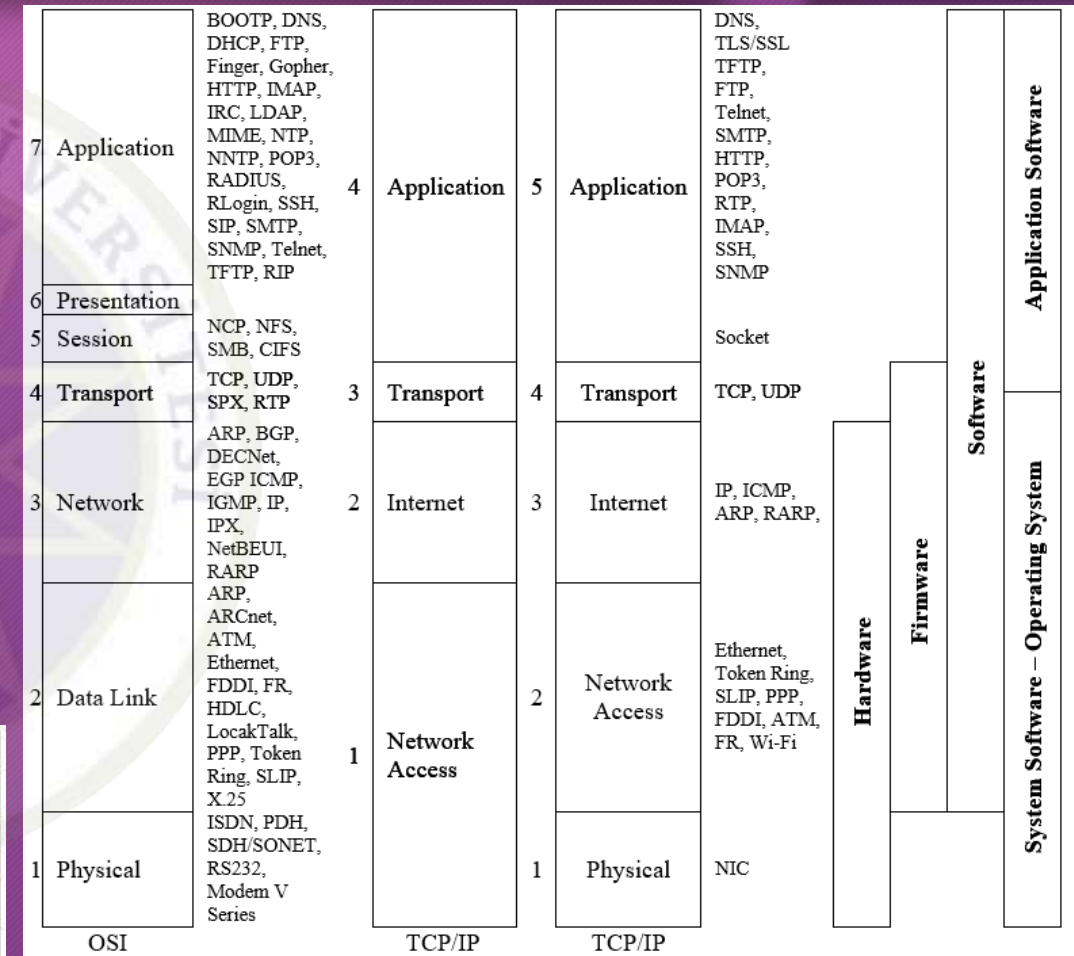 7 Application
BOOTP, DNS,
DHCP, FTP,
Finger, Gopher,
HTTP, IMAP,
IRC, LDAP,
MIME, NTP,
NNTP, POP3,
RADIUS,
RLogin, SSH,
SIP, SMTP,
SNMP, Telnet,
TFTP, RIP
6 Presentation
5 Session
NCP, NFS,
SMB, CIFS
4 Transport
TCP, UDP,
SPX, RTP
3 Network
ARP, BGP,
DECNet,
EGP ICMP,
IGMP, IP,
IPX,
NetBEUI,
RARP
2 Data Link
ARP,
ARCnet,
ATM,
Ethernet,
FDDI, FR,
HDLC,
LocakTalk,
PPP, Token
Ring, SLIP,
X.25
1 Physical
ISDN, PDH,
SDH/SONET,
RS232,
Modem V
Series
OSI
4 Application
3 Transport
2 Internet
1 Network
Access
TCP/IP
5 Application
4 Transport
3 Internet
2 Network
Access
1 Physical
TCP/IP
DNS,
TLS/SSL
TFTP,
FTP,
Telnet,
SMTP,
HTTP,
POP3,
RTP,
IMAP,
SSH,
SNMP
Socket
TCP, UDP
IP, ICMP,
ARP, RARP,
Ethernet,
Token Ring,
SLIP, PPP,
FDDI, ATM,
FR, Wi-Fi
NIC
Hardware
Firmware
Software
Application Software
System Software – Operating System